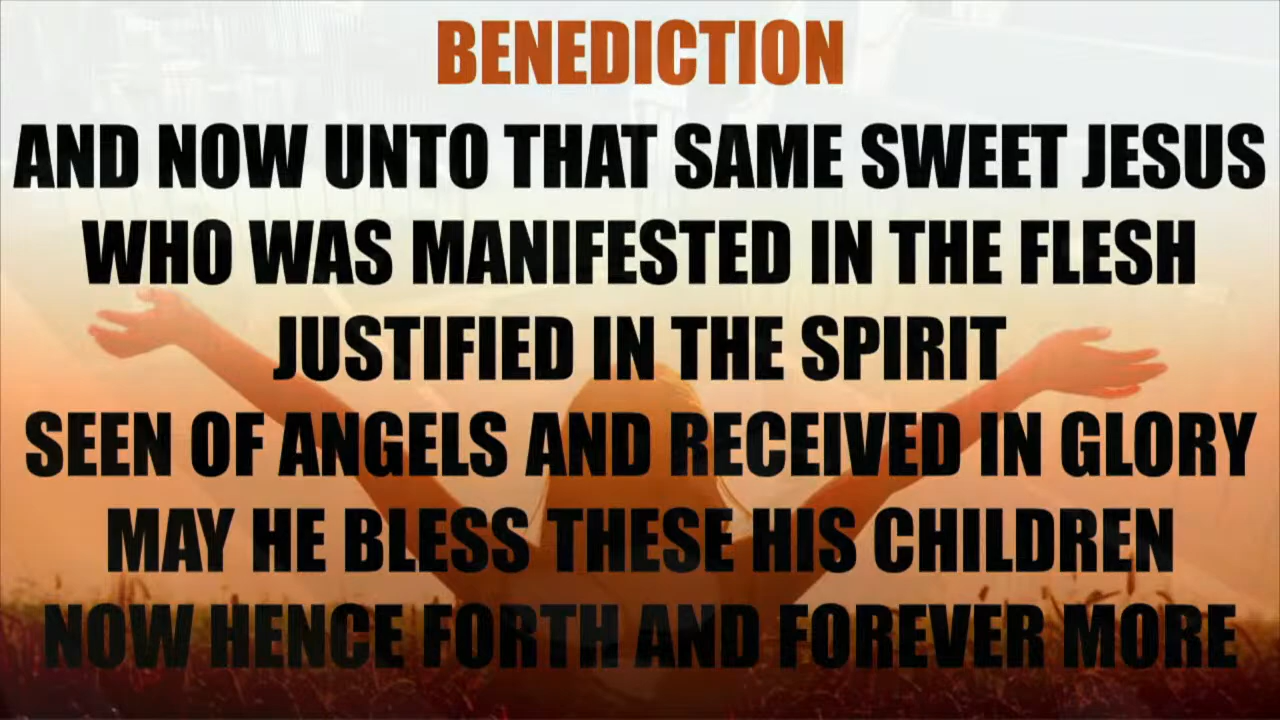 BENEDICTION
AND NOW UNTO THAT SAME SWEET JESUS
WHO WAS MANIFESTED IN THE FLESH
JUSTIFIED IN THE SPIRIT
SEEN OF ANGELS AND RECEIVED IN GLORY
MAY HE BLESS THESE HIS CHILDREN
NOW HENCE FORTH AND FOREVER MORE